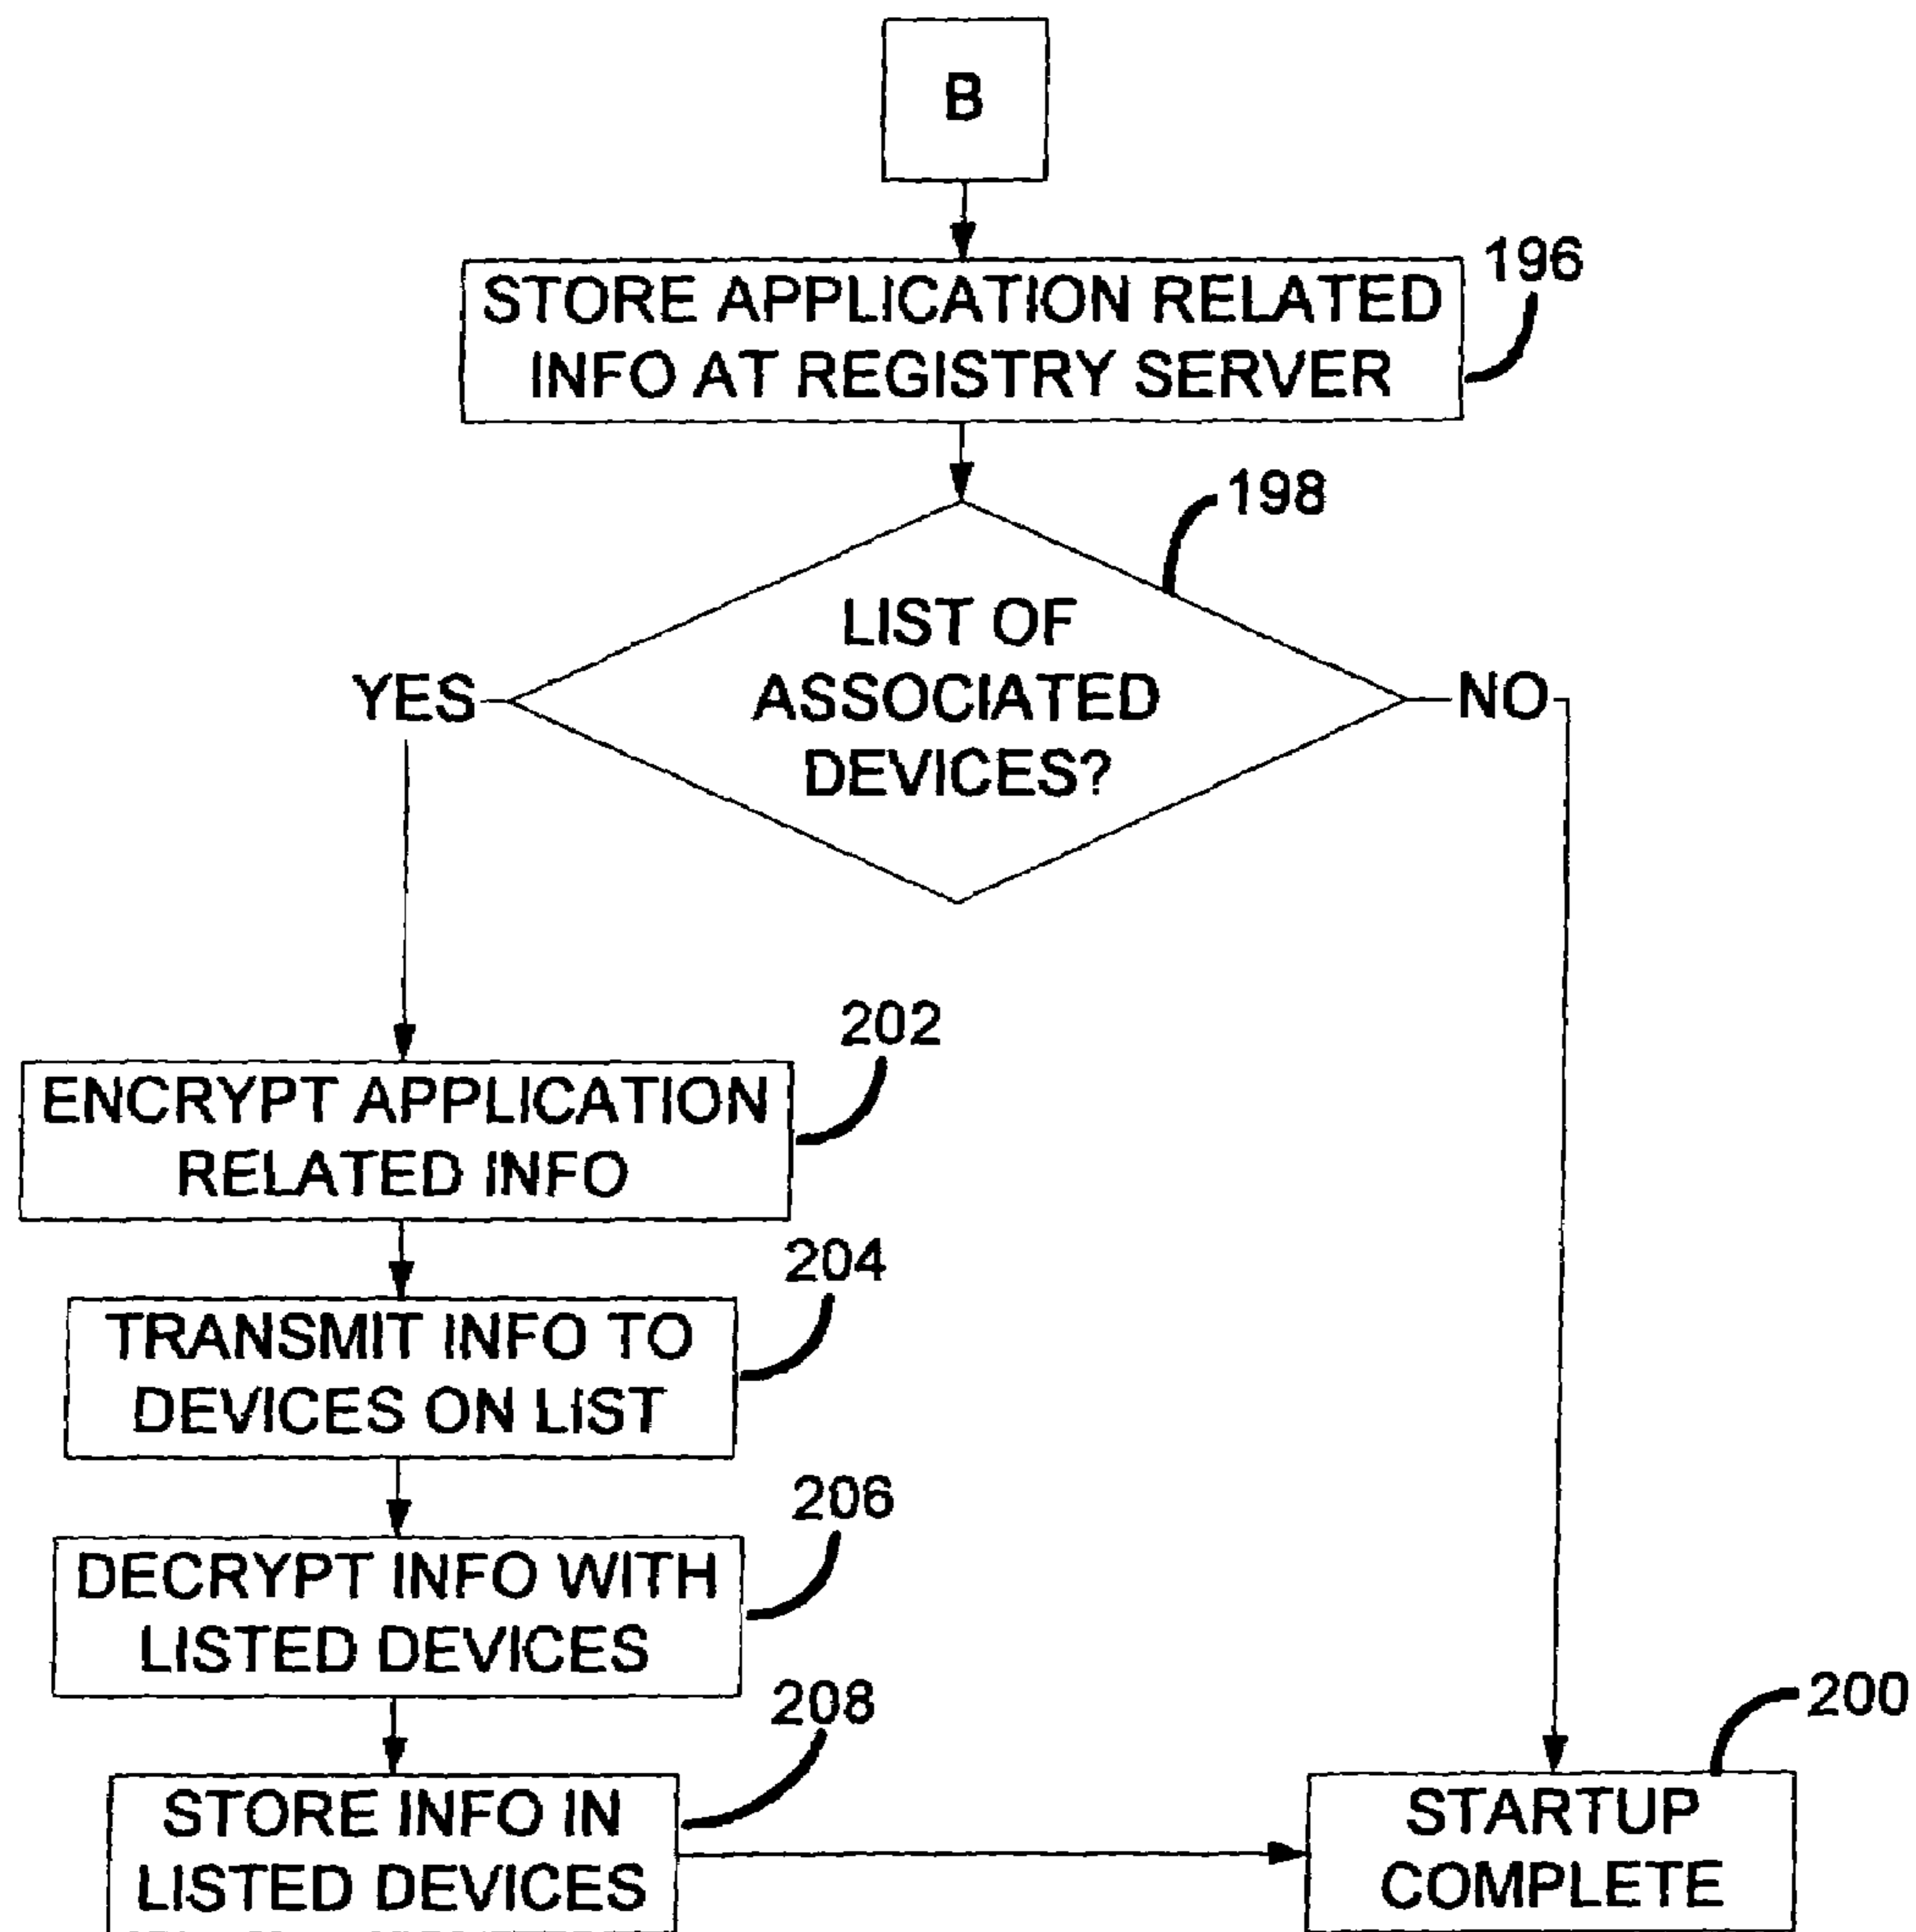 B
STORE APPLICATION RELATED
INFO AT REGISTRY SERVER
196
198
LIST OF
ASSOCIATED
DEVICES?
YES
NO
202
ENCRYPT APPLICATION
RELATED INFO
204
TRANSMIT INFO TO
DEVICES ON LIST
206
DECRYPT INFO WITH
LISTED DEVICES
208
STORE INFO IN
LISTED DEVICES
200
STARTUP
COMPLETE